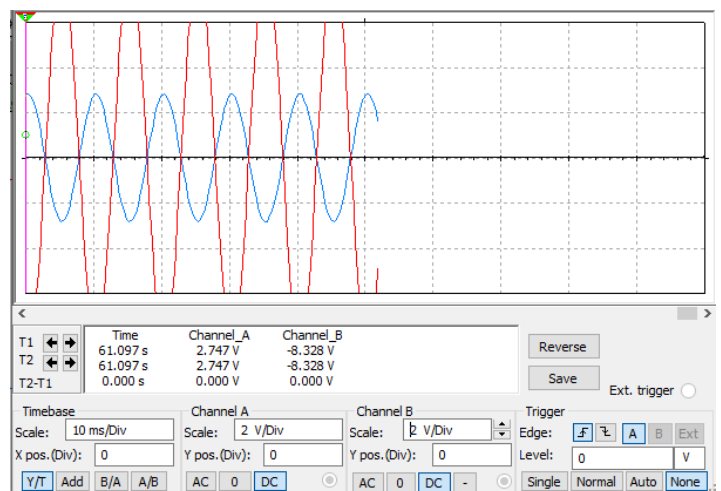 T1
Time Channel_A Channel_B
61.097 s 2.747 V -8.328 V
T2
61.097 s 2.747 V -8.328 V
T2-T1
0.000 s 0.000 V 0.000 V
Reverse
Save
Ext. trigger
Timebase
Scale: 10 ms/Div
X pos.(Div): 0
Y/T Add B/A A/B
Channel A
Scale: 2 V/Div
Y pos.(Div): 0
AC 0 DC
Channel B
Scale: 2 V/Div
Y pos.(Div): 0
AC 0 DC -
Trigger
Edge: A B Ext
Level: 0 V
Single Normal Auto None